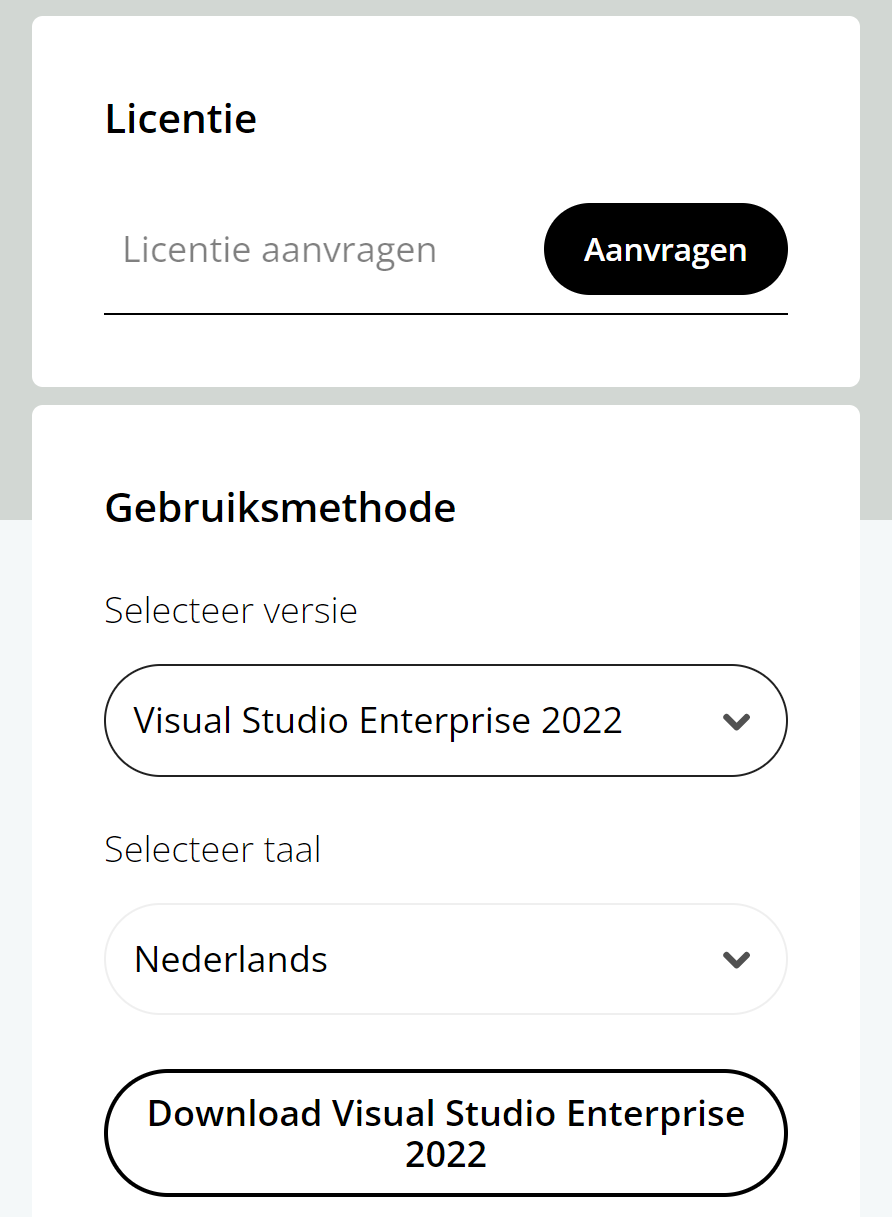 Licentie
Licentie aanvragen
Aanvragen
Gebruiksmethode
Selecteer versie
Visual Studio Enterprise 2022
Selecteer taal
Nederlands
Download Visual Studio Enterprise
2022